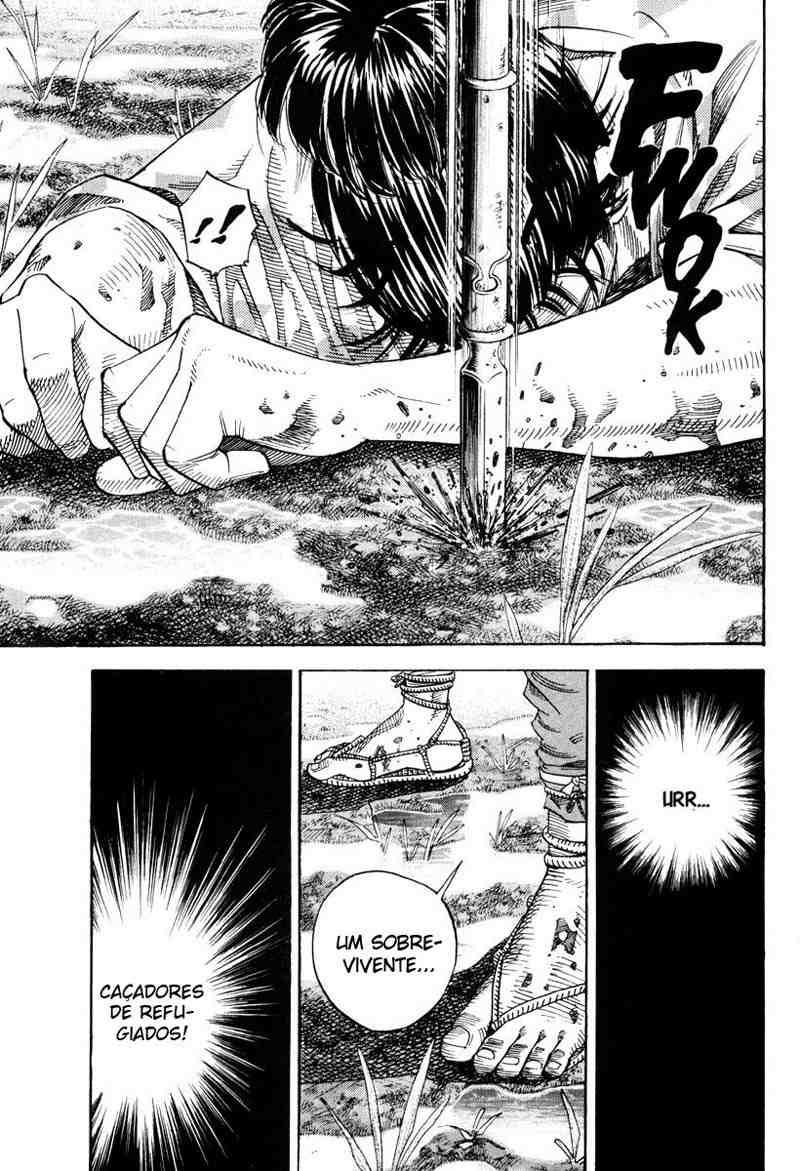 FWOK
!!
URR...
UM SOBRE-
VIVENTE...
CAÇADORES
DE REFU-
GIADOS!